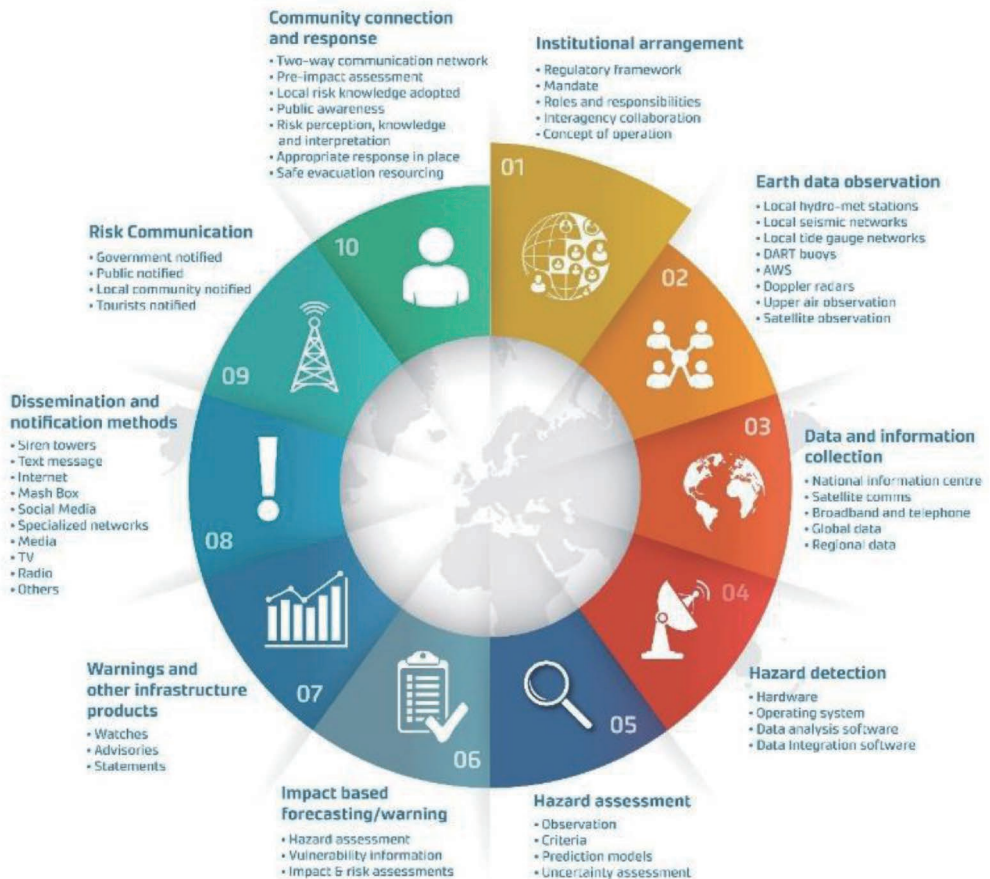 Community connection
and response
• Two-way communication network
• Pre-impact assessment
• Local risk knowledge adopted
• Public awareness
• Risk perception, knowledge
and interpretation
• Appropriate response in place
• Safe evacuation resourcing
Institutional arrangement
• Regulatory framework
• Mandate
• Roles and responsibilities
• Interagency collaboration
• Concept of operation
01
Earth data observation
• Local hydro-met stations
• Local seismic networks
• Local tide gauge networks
• DART buoys
• AWS
• Doppler radars
• Upper air observation
• Satellite observation
02
Data and information
collection
• National information centre
• Satellite comms
• Broadband and telephone
• Global data
• Regional data
03
Hazard detection
• Hardware
• Operating system
• Data analysis software
• Data Integration software
04
Hazard assessment
• Observation
• Criteria
• Prediction models
• Uncertainty assessment
05
Impact based
forecasting/warning
• Hazard assessment
• Vulnerability information
• Impact & risk assessments
06
Warnings and
other infrastructure
products
• Watches
• Advisories
• Statements
07
Dissemination and
notification methods
• Siren towers
• Text message
• Internet
• Mash Box
• Social Media
• Specialized networks
• Media
• TV
• Radio
• Others
08
Risk Communication
• Government notified
• Public notified
• Local community notified
• Tourists notified
09
10